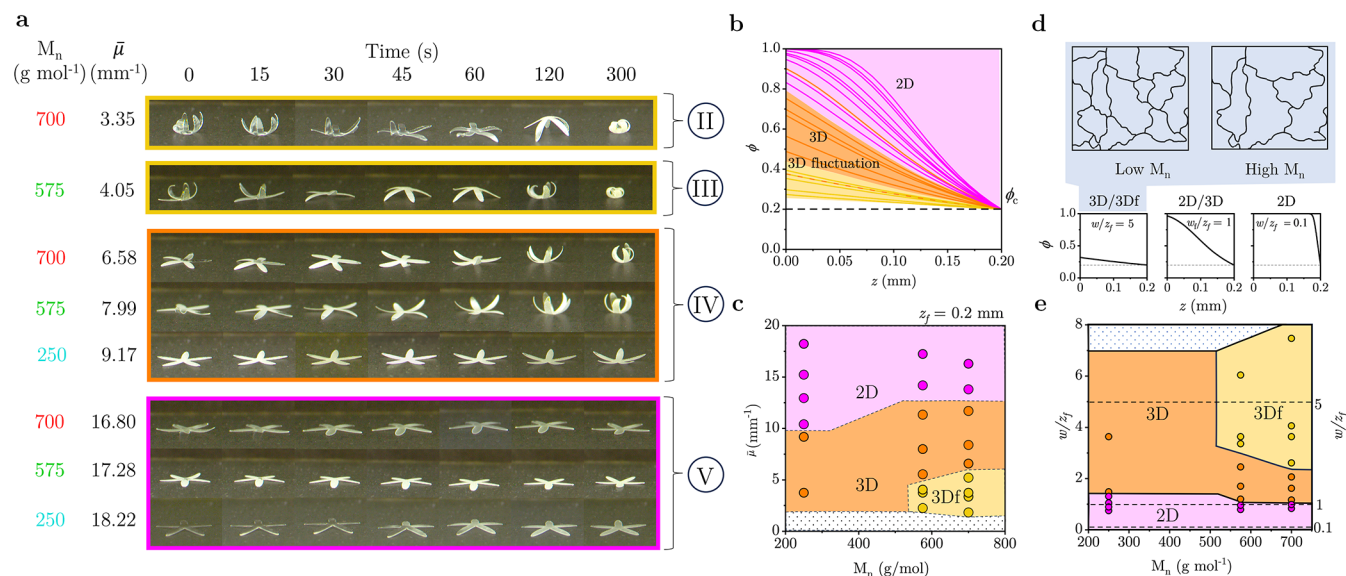 a
Mn (g mol-1)
μ̄ (mm-1)
Time (s)
0 15 30 45 60 120 300
700 3.35 II
575 4.05 III
700 6.58
575 7.99 IV
250 9.17
700 16.80
575 17.28 V
250 18.22
b
1.0
0.8
0.6
0.4
0.2
0.0
ϕ
2D
3D
3D fluctuation
ϕc
0.00 0.05 0.10 0.15 0.20
z (mm)
c
zf = 0.2 mm
20
15
10
5
0
μ̄ (mm-1)
2D
3D
3Df
200 400 600 800
Mn (g/mol)
d
Low Mn High Mn
3D/3Df 2D/3D 2D
1.0
0.5
0.0
ϕ
w/zf = 5 wf/zf = 1 w/zf = 0.1
0 0.2 0 0.2 0 0.2
z (mm)
e
8
6
4
2
0
w/zf
3D
3Df
2D
5
1
0.1
w/zf
200 300 400 500 600 700
Mn (g mol-1)